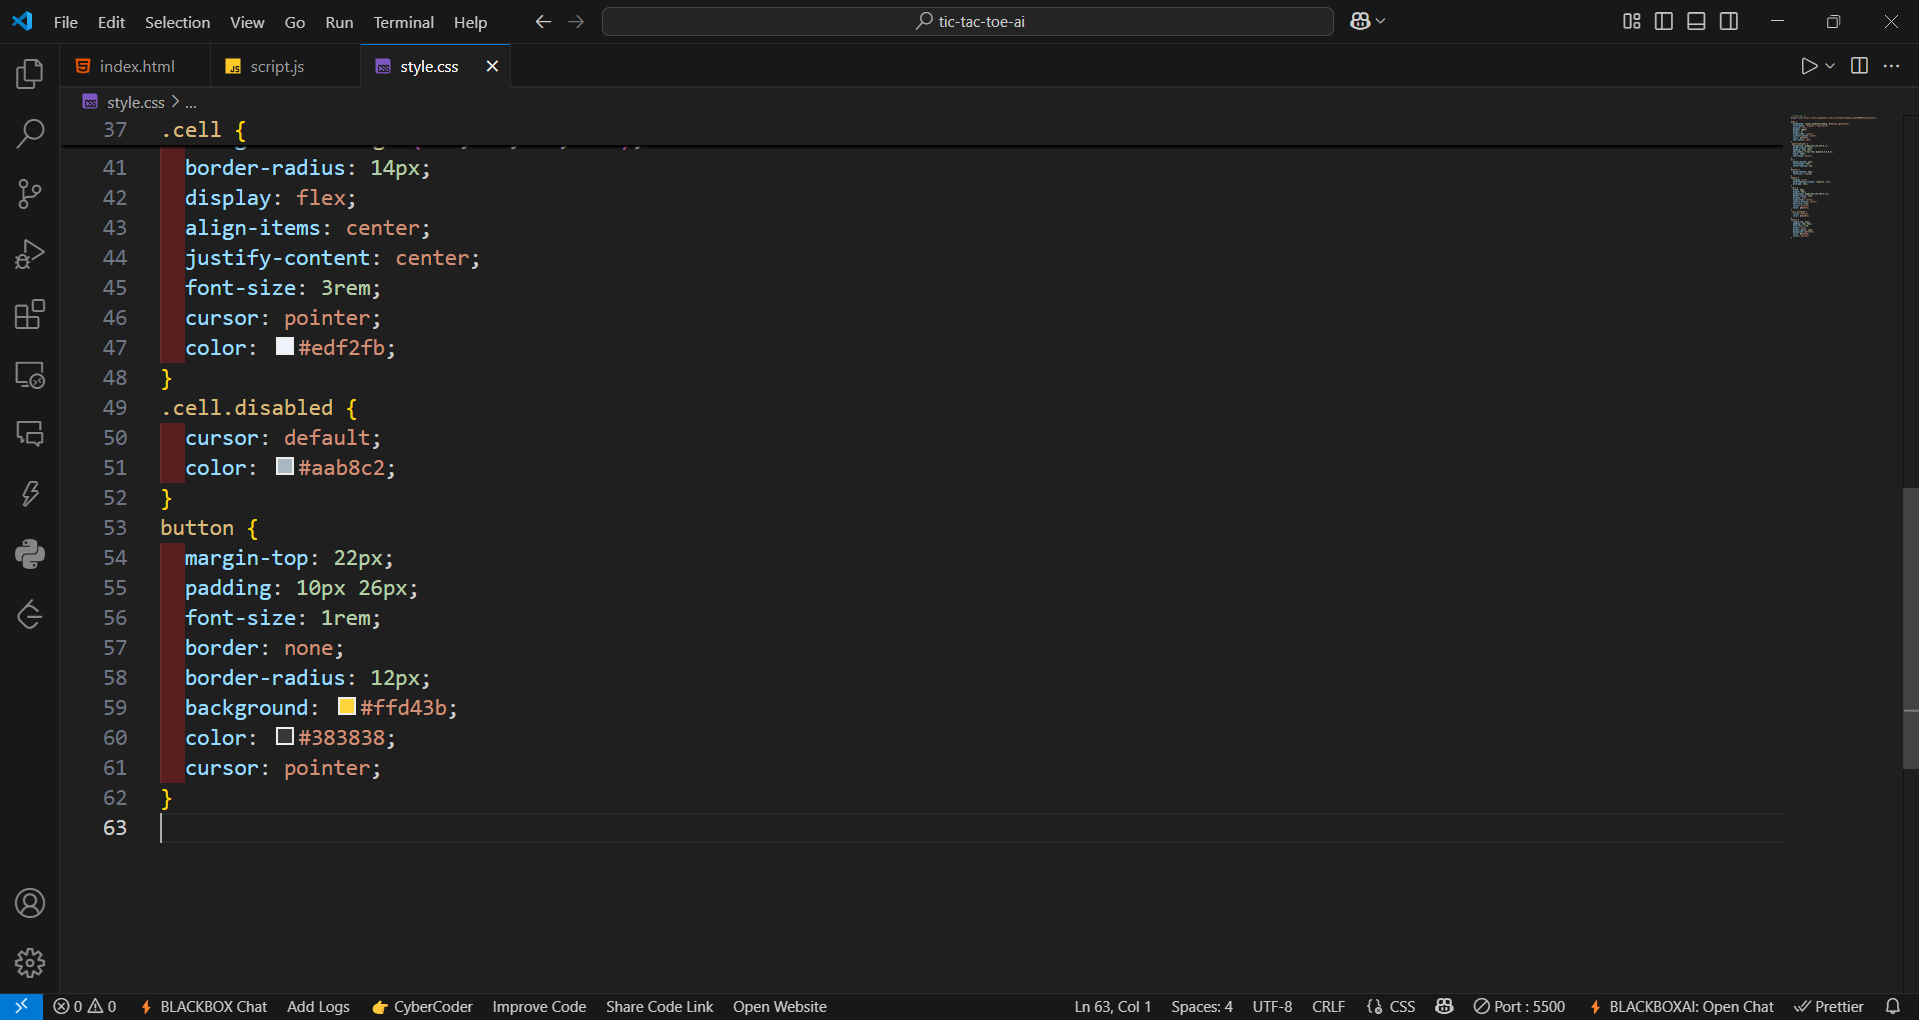 File Edit Selection View Go Run Terminal Help
tic-tac-toe-ai
index.html
JS script.js
CSS style.css
CSS style.css > ...
37 .cell {
41 border-radius: 14px;
42 display: flex;
43 align-items: center;
44 justify-content: center;
45 font-size: 3rem;
46 cursor: pointer;
47 color: #edf2fb;
48 }
49 .cell.disabled {
50 cursor: default;
51 color: #aab8c2;
52 }
53 button {
54 margin-top: 22px;
55 padding: 10px 26px;
56 font-size: 1rem;
57 border: none;
58 border-radius: 12px;
59 background: #ffd43b;
60 color: #383838;
61 cursor: pointer;
62 }
63
0 0 BLACKBOX Chat Add Logs CyberCoder Improve Code Share Code Link Open Website Ln 63, Col 1 Spaces: 4 UTF-8 CRLF {} CSS Port : 5500 BLACKBOXAI: Open Chat Prettier